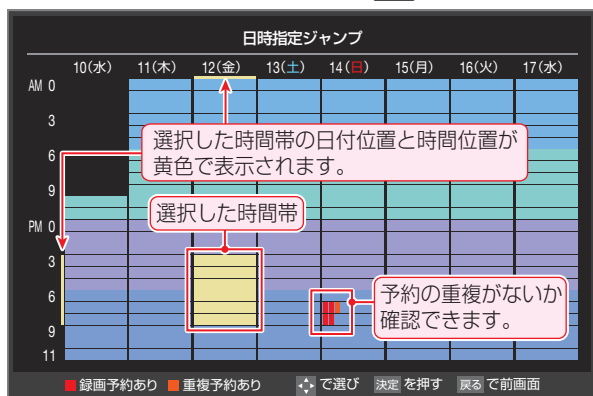 日時指定ジャンプ
10(水) 11(木) 12(金) 13(土) 14(日) 15(月) 16(火) 17(水)
AM 0
3
選択した時間帯の日付位置と時間位置が
黄色で表示されます。
6
9
選択した時間帯
PM 0
3
予約の重複がないか
確認できます。
6
9
11
録画予約あり 重複予約あり で選び 決定 を押す 戻る で前画面